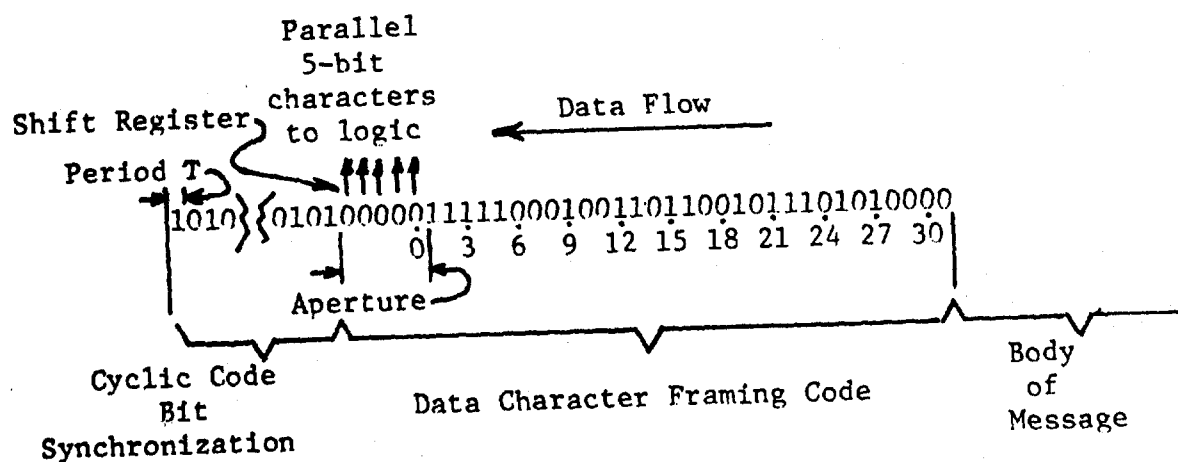 Parallel
5-bit
characters
to logic
Shift Register
Data Flow
Period T
1010 0101000001111100010011011001011101010000
0 3 6 9 12 15 18 21 24 27 30
Aperture
Cyclic Code
Bit
Synchronization
Data Character Framing Code
Body
of
Message